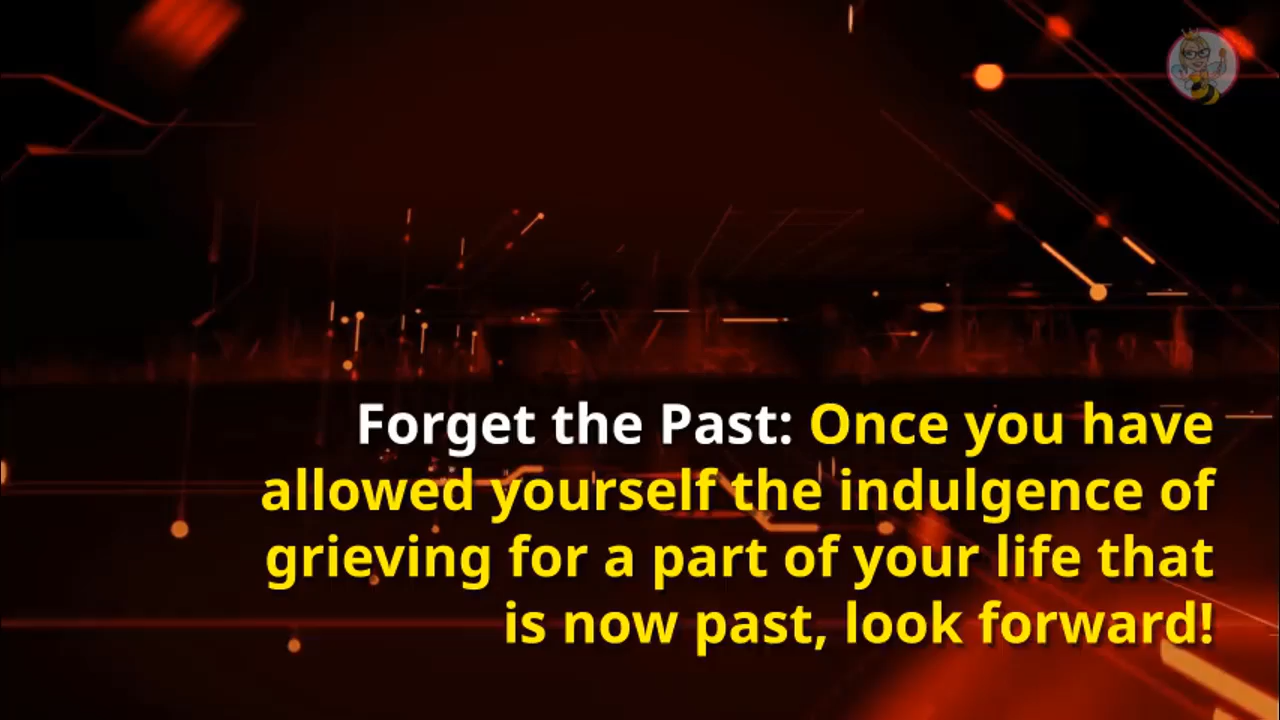 Forget the Past: Once you have
allowed yourself the indulgence of
grieving for a part of your life that
is now past, look forward!